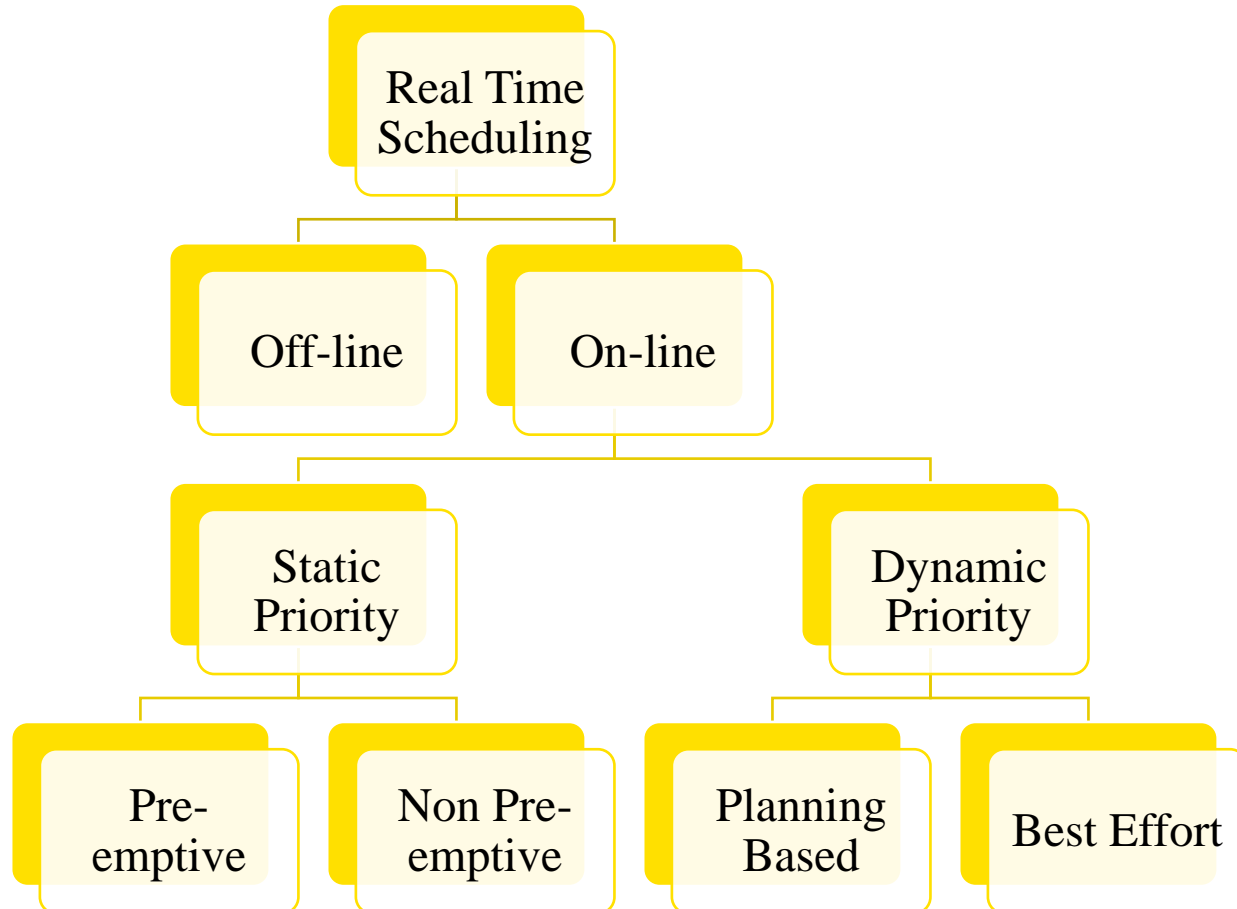 Real Time
Scheduling
Off-line
On-line
Static
Priority
Dynamic
Priority
Pre-
emptive
Non Pre-
emptive
Planning
Based
Best Effort